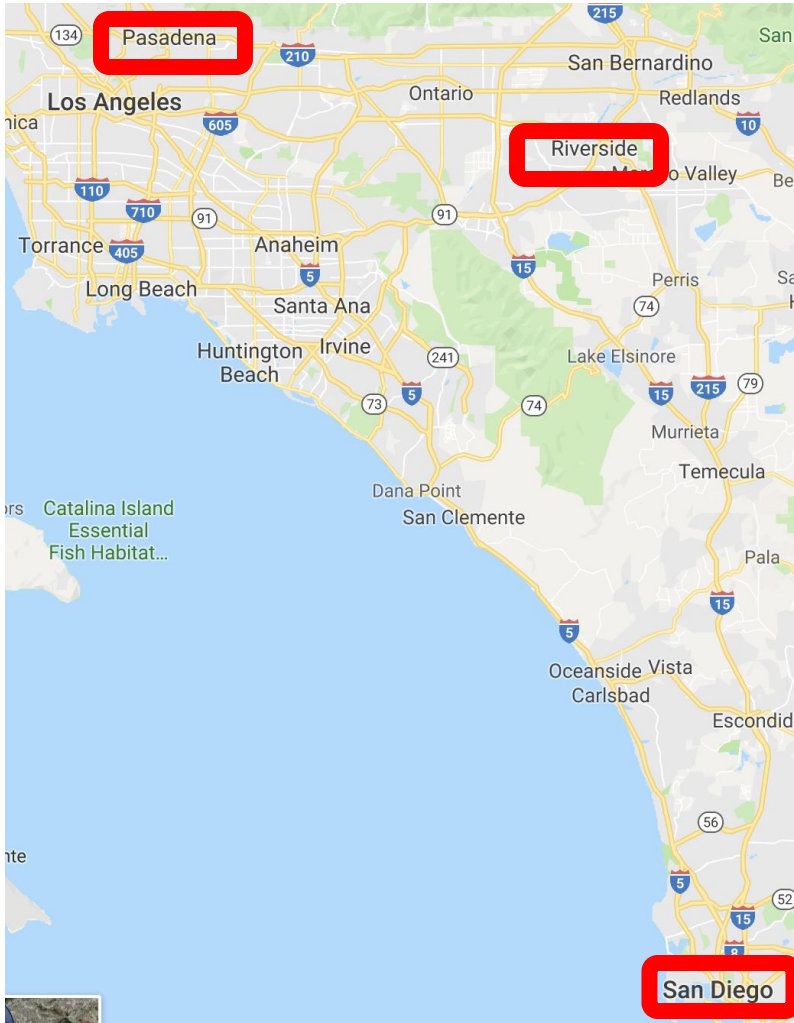 215
134
Pasadena
210
San
San Bernardino
Los Angeles
Ontario
Redlands
nica
605
10
Riverside
Valley
Be
110
710
91
91
Torrance
405
Anaheim
5
15
Long Beach
Perris
Santa Ana
74
Huntington
Beach
Irvine
241
Lake Elsinore
73
5
74
15
215
79
Murrieta
Temecula
Dana Point
San Clemente
Catalina Island
Essential
Fish Habitat...
Pala
15
5
Oceanside
Vista
Carlsbad
Escondid
56
nte
5
52
15
8
San Diego